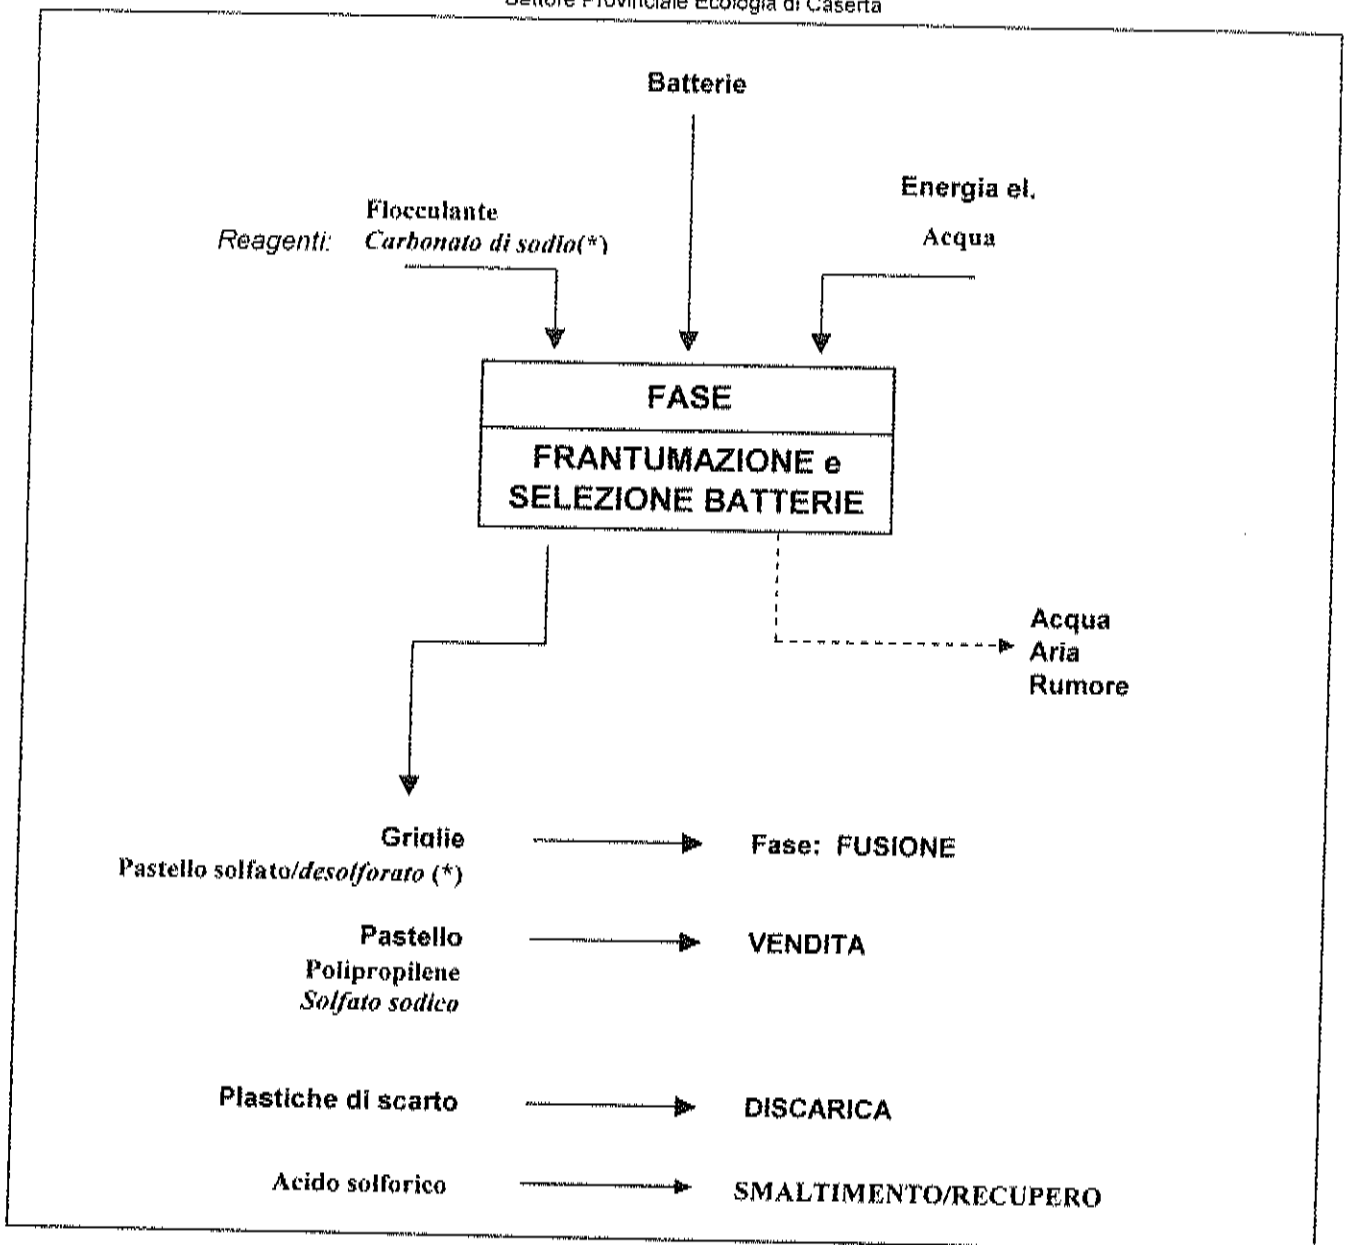 Settore Provinciale Ecologia di Caserta
Batterie
Energia el.
Acqua
Flocculante
Reagenti: Carbonato di sodio(*)
FASE
FRANTUMAZIONE e
SELEZIONE BATTERIE
Acqua
Aria
Rumore
Griglie Fase: FUSIONE
Pastello solfato/desolforato (*)
Pastello VENDITA
Polipropilene
Solfato sodico
Plastiche di scarto DISCARICA
Acido solforico SMALTIMENTO/RECUPERO